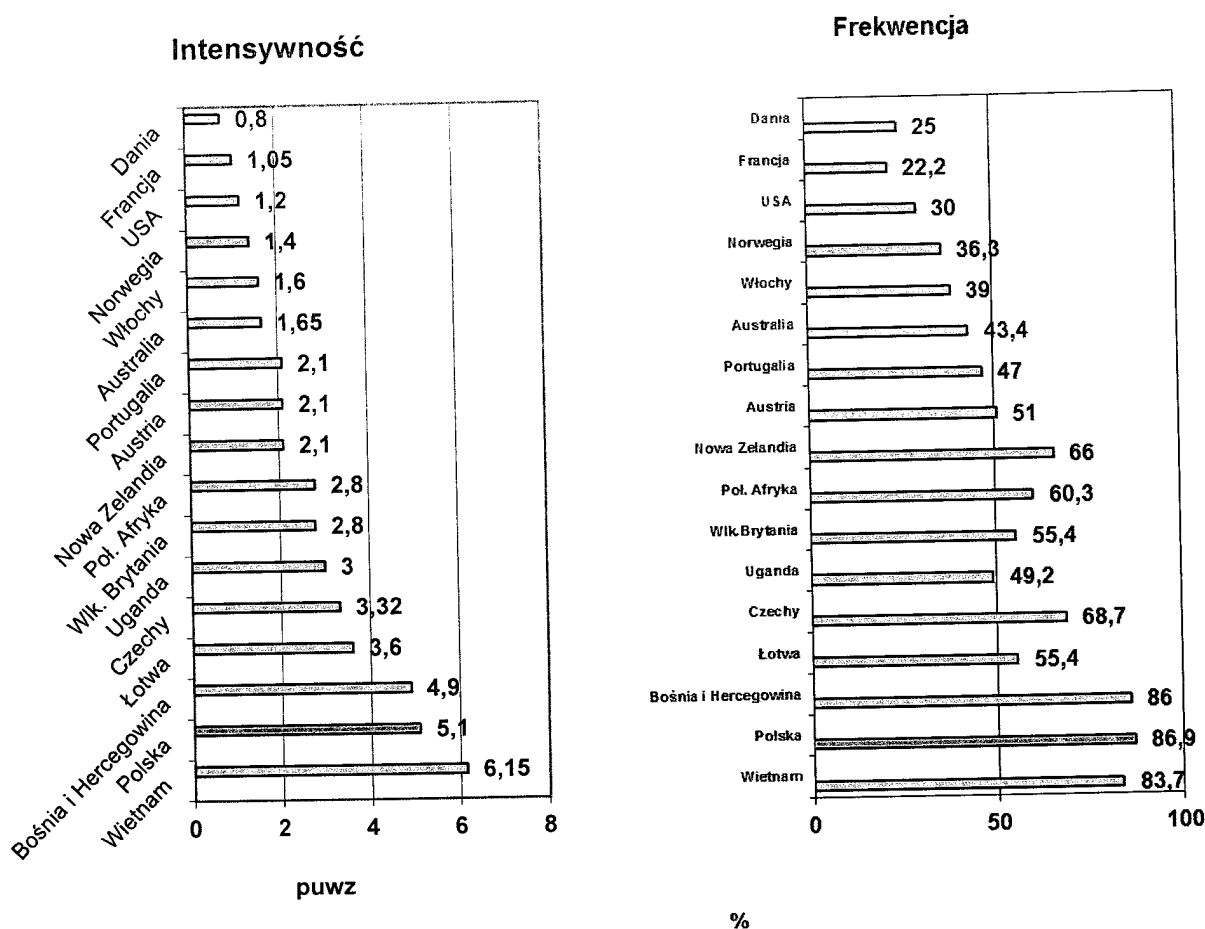 Intensywność
Dania 0,8
Francja 1,05
USA 1,2
Norwegia 1,4
Włochy 1,6
Australia 1,65
Portugalia 2,1
Austria 2,1
Nowa Zelandia 2,1
Poł. Afryka 2,8
Wlk. Brytania 2,8
Uganda 3
Czechy 3,32
Łotwa 3,6
Bośnia i Hercegowina 4,9
Polska 5,1
Wietnam 6,15
0 2 4 6 8
puwz
Frekwencja
Dania 25
Francja 22,2
USA 30
Norwegia 36,3
Włochy 39
Australia 43,4
Portugalia 47
Austria 51
Nowa Zelandia 66
Poł. Afryka 60,3
Wlk.Brytania 55,4
Uganda 49,2
Czechy 68,7
Łotwa 55,4
Bośnia i Hercegowina 86
Polska 86,9
Wietnam 83,7
0 50 100
%